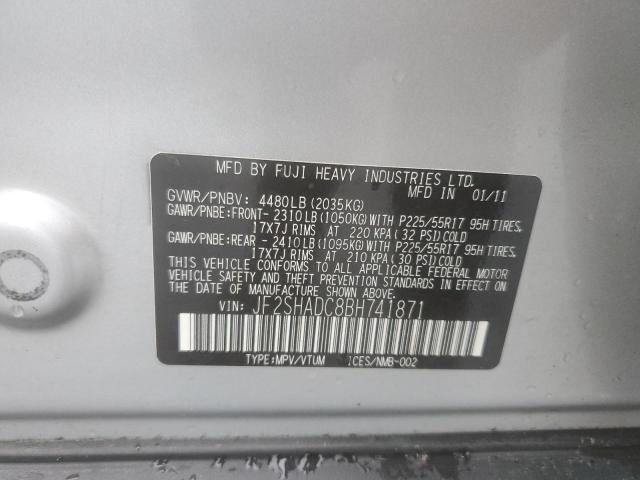 MFD BY FUJI HEAVY INDUSTRIES LTD.
MFD IN 01/11
GVWR/PNBV: 4480LB (2035KG)
GAWR/PNBE:FRONT- 2310LB(1050KG)WITH P225/55R17 95H TIRES,
17X7J RIMS AT 220 KPA (32 PSI)COLD
GAWR/PNBE:REAR - 2410LB(1095KG)WITH P225/55R17 95H TIRES,
17X7J RIMS AT 210 KPA (30 PSI)COLD
THIS VEHICLE CONFORMS TO ALL APPLICABLE FEDERAL MOTOR
VEHICLE SAFETY AND THEFT PREVENTION STANDARDS IN EFFECT ON
THE DATE OF MANUFACTURE SHOWN ABOVE.
VIN: JF2SHADC8BH741871
TYPE:MPV/VTUM ICES/NMB-002